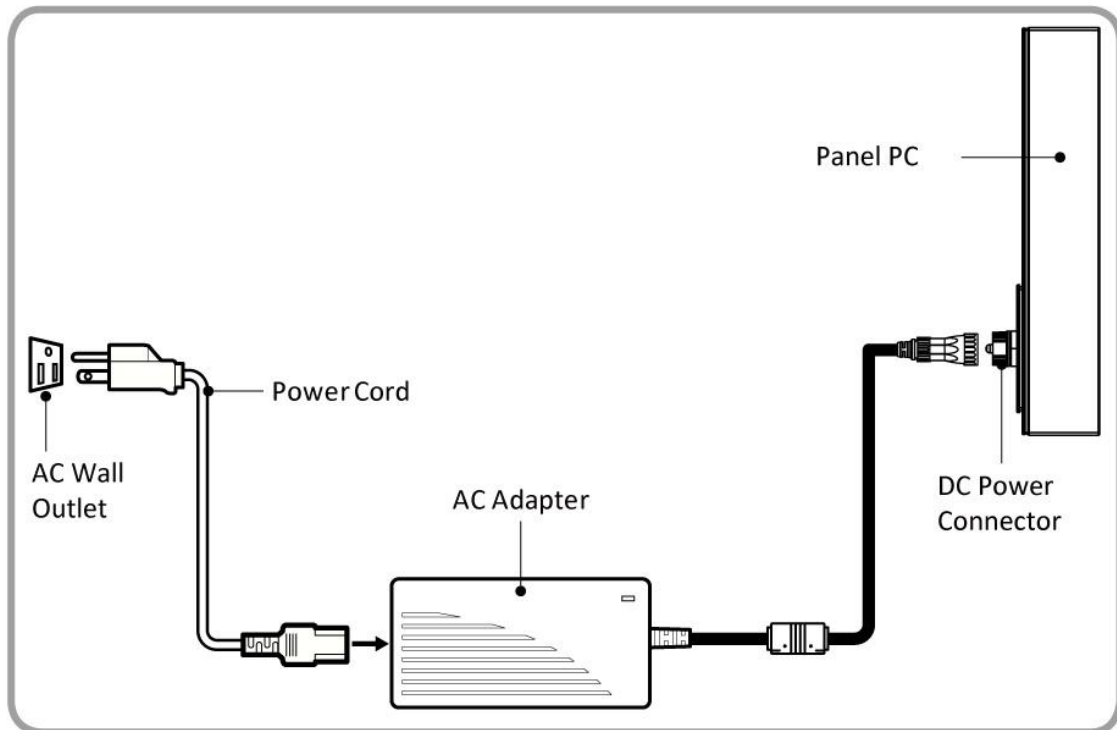 Panel PC
Power Cord
AC Wall
Outlet
AC Adapter
DC Power
Connector